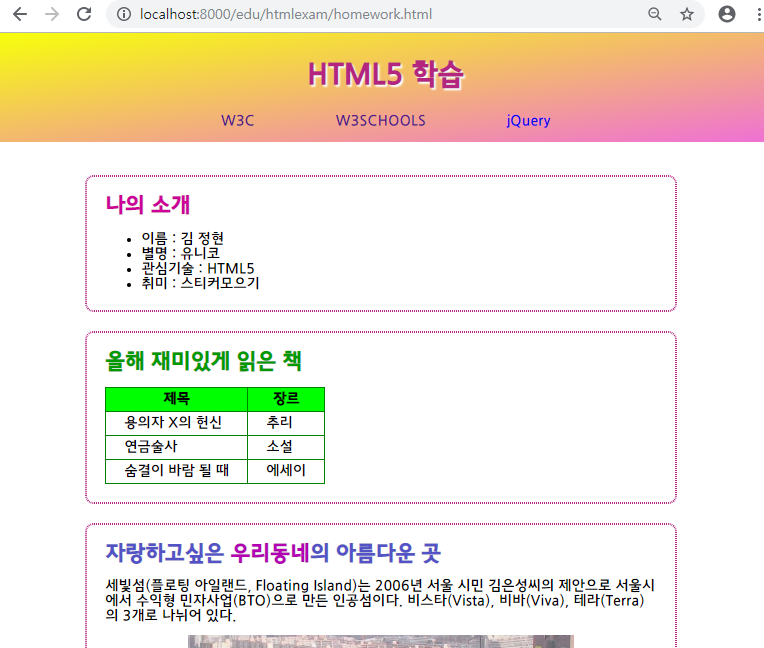 localhost:8000/edu/htmlexam/homework.html
HTML5 학습
W3C W3SCHOOLS jQuery
나의 소개
이름 : 김 정현
별명 : 유니코
관심기술 : HTML5
취미 : 스티커모으기
올해 재미있게 읽은 책
제목 장르
용의자 X의 헌신 추리
연금술사 소설
숨결이 바람 될 때 에세이
자랑하고싶은 우리동네의 아름다운 곳
세빛섬(플로팅 아일랜드, Floating Island)는 2006년 서울 시민 김은성씨의 제안으로 서울시
에서 수익형 민자사업(BTO)으로 만든 인공섬이다. 비스타(Vista), 비바(Viva), 테라(Terra)
의 3개로 나뉘어 있다.